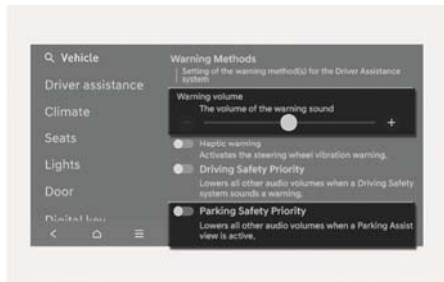 Vehicle
Driver assistance
Climate
Seats
Lights
Door
Digital key
Warning Methods
Setting of the warning method(s) for the Driver Assistance
system
Warning volume
The volume of the warning sound
− +
Haptic warning
Activates the steering wheel vibration warning.
Driving Safety Priority
Lowers all other audio volumes when a Driving Safety
system sounds a warning.
Parking Safety Priority
Lowers all other audio volumes when a Parking Assist
view is active.